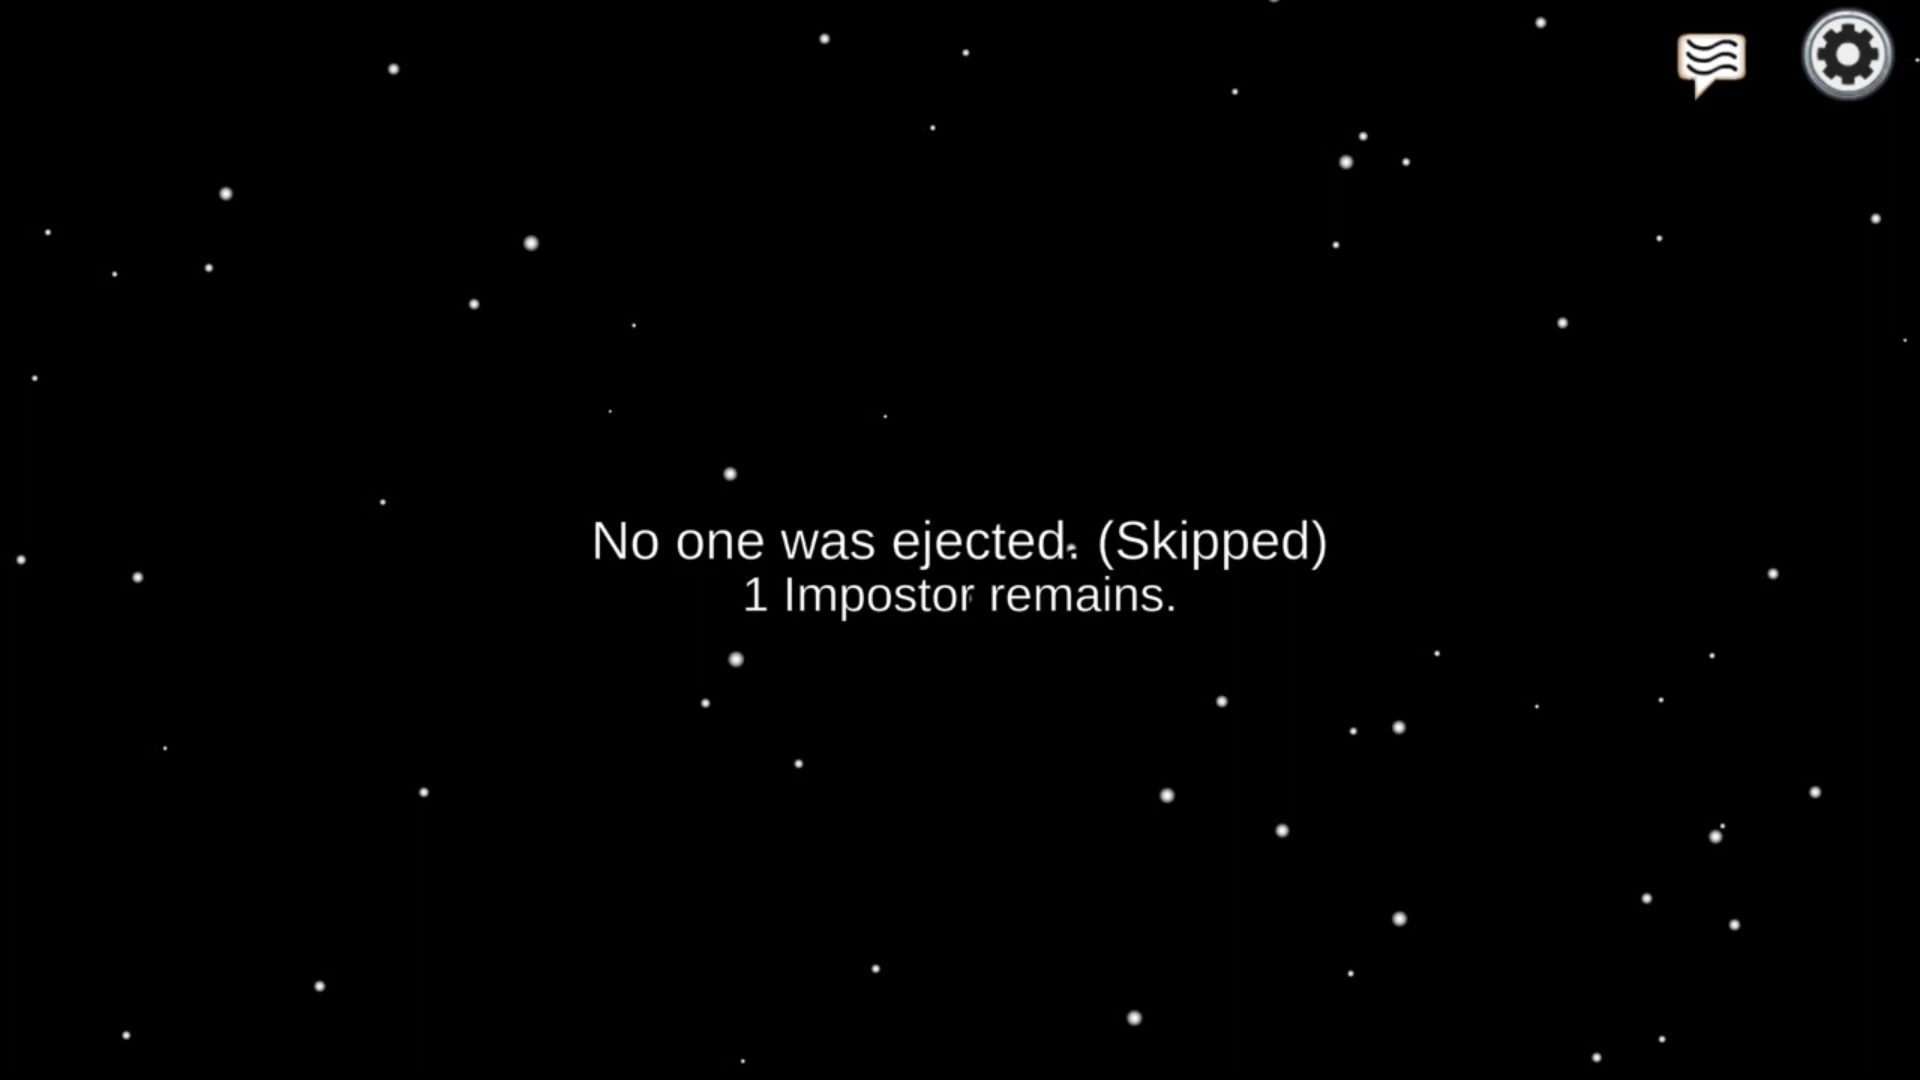 No one was ejected. (Skipped)
1 Impostor remains.